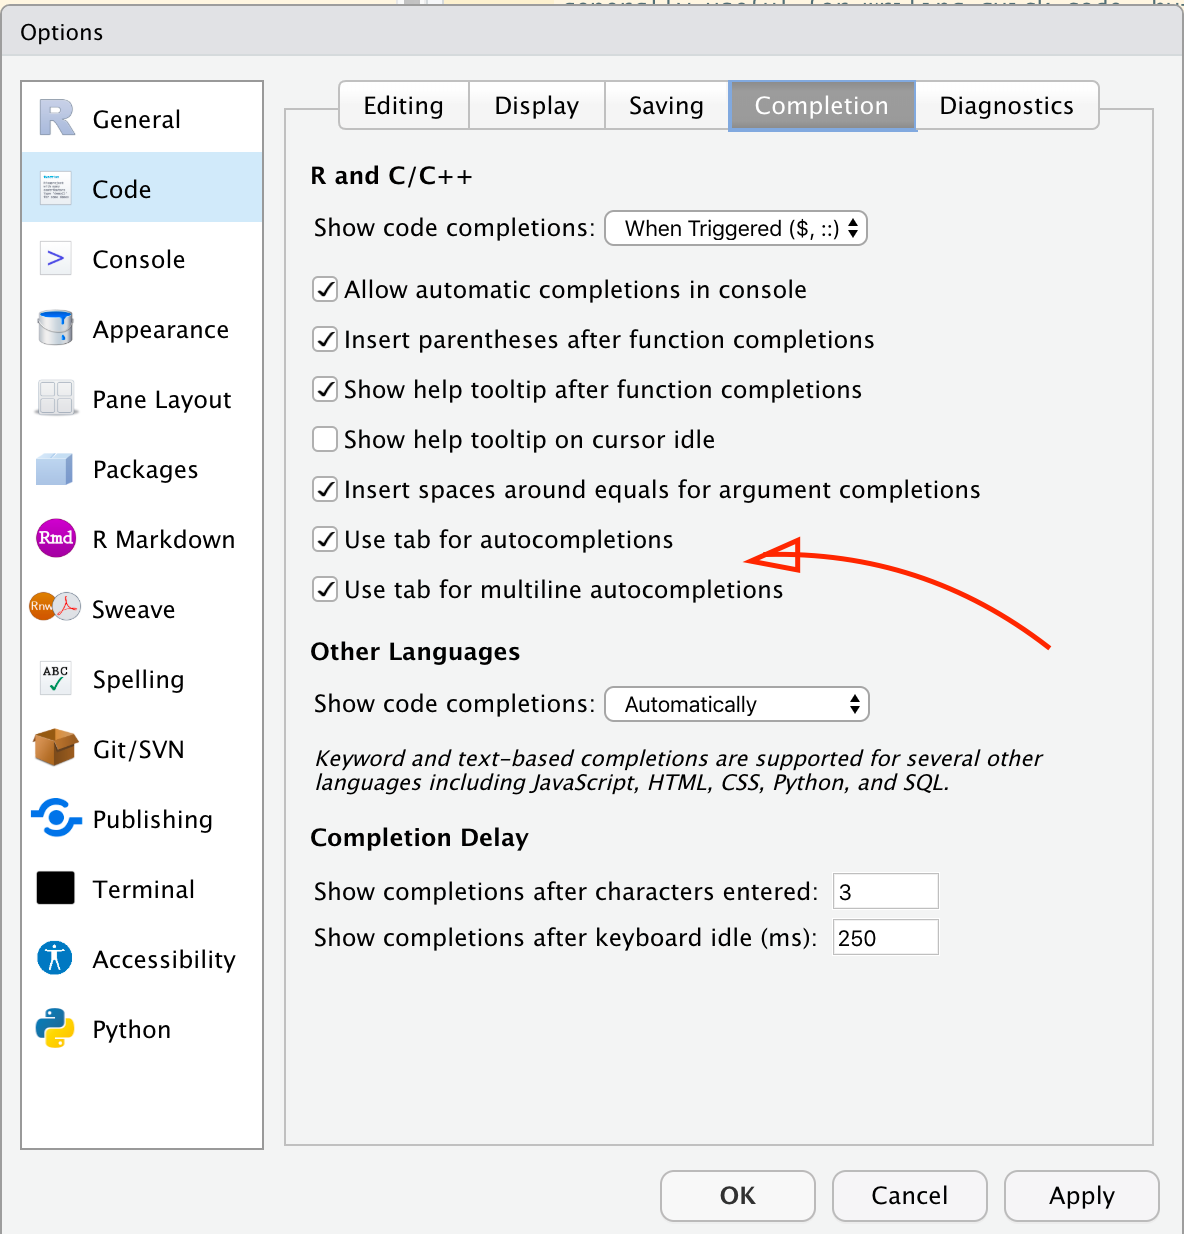 Options
General
Code
Console
Appearance
Pane Layout
Packages
Rmd R Markdown
Rnw Sweave
ABC Spelling
Git/SVN
Publishing
Terminal
Accessibility
Python
Editing Display Saving Completion Diagnostics
R and C/C++
Show code completions: When Triggered ($, ::)
Allow automatic completions in console
Insert parentheses after function completions
Show help tooltip after function completions
Show help tooltip on cursor idle
Insert spaces around equals for argument completions
Use tab for autocompletions
Use tab for multiline autocompletions
Other Languages
Show code completions: Automatically
Keyword and text-based completions are supported for several other
languages including JavaScript, HTML, CSS, Python, and SQL.
Completion Delay
Show completions after characters entered: 3
Show completions after keyboard idle (ms): 250
OK Cancel Apply